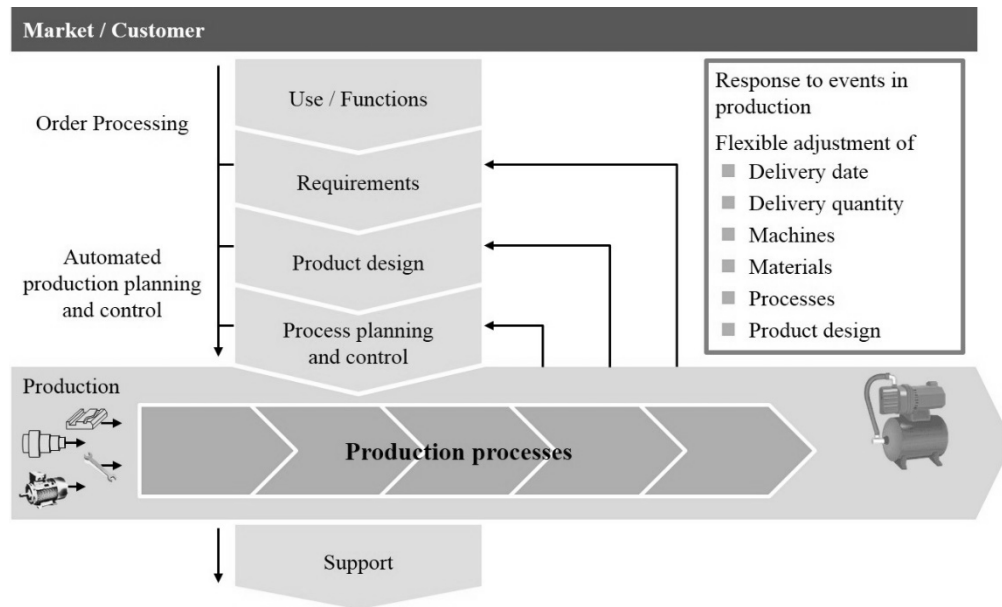 Market / Customer
Order Processing
Automated
production planning
and control
Use / Functions
Requirements
Product design
Process planning
and control
Response to events in
production
Flexible adjustment of
Delivery date
Delivery quantity
Machines
Materials
Processes
Product design
Production
Production processes
Support